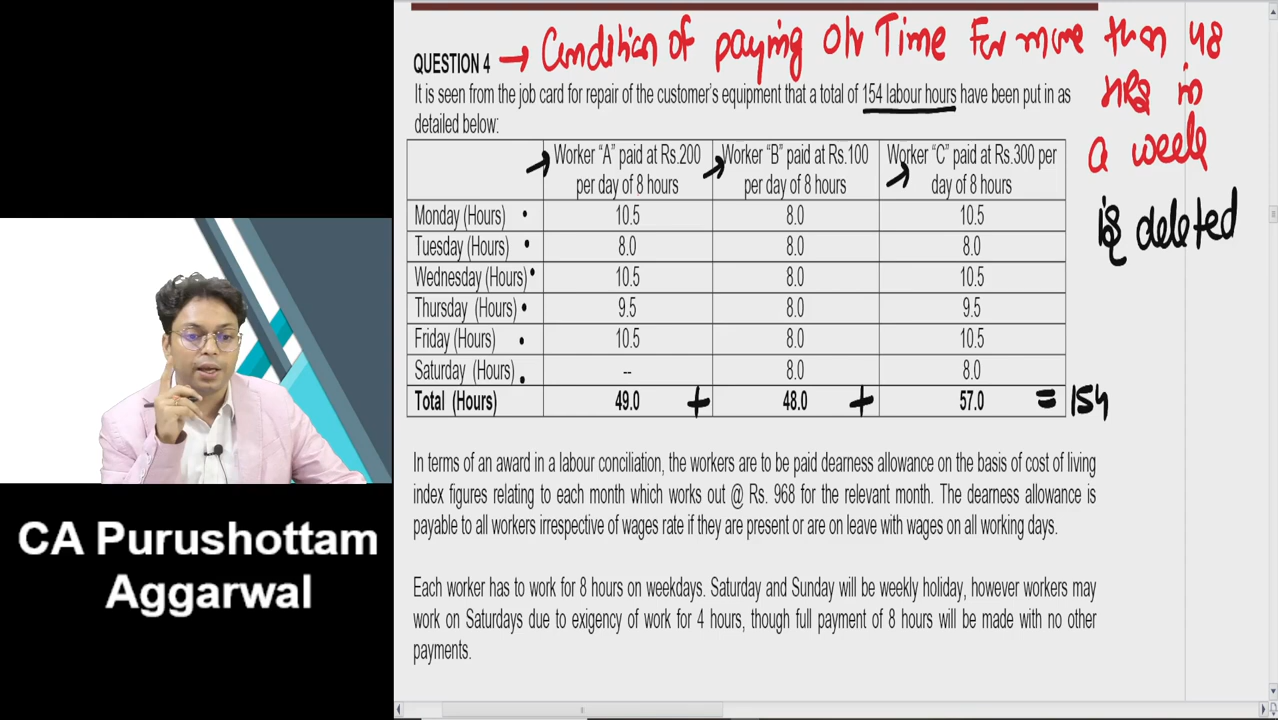 QUESTION 4 → Condition of paying O/v Time For more than 48
HRs in
a week
is deleted
It is seen from the job card for repair of the customer's equipment that a total of 154 labour hours have been put in as
detailed below:
Worker "A" paid at Rs.200 per day of 8 hours Worker "B" paid at Rs.100 per day of 8 hours Worker "C" paid at Rs.300 per day of 8 hours
Monday (Hours) 10.5 8.0 10.5
Tuesday (Hours) 8.0 8.0 8.0
Wednesday (Hours) 10.5 8.0 10.5
Thursday (Hours) 9.5 8.0 9.5
Friday (Hours) 10.5 8.0 10.5
Saturday (Hours) -- 8.0 8.0
Total (Hours) 49.0 + 48.0 + 57.0 = 154
In terms of an award in a labour conciliation, the workers are to be paid dearness allowance on the basis of cost of living
index figures relating to each month which works out @ Rs. 968 for the relevant month. The dearness allowance is
payable to all workers irrespective of wages rate if they are present or are on leave with wages on all working days.
Each worker has to work for 8 hours on weekdays. Saturday and Sunday will be weekly holiday, however workers may
work on Saturdays due to exigency of work for 4 hours, though full payment of 8 hours will be made with no other
payments.
CA Purushottam
Aggarwal